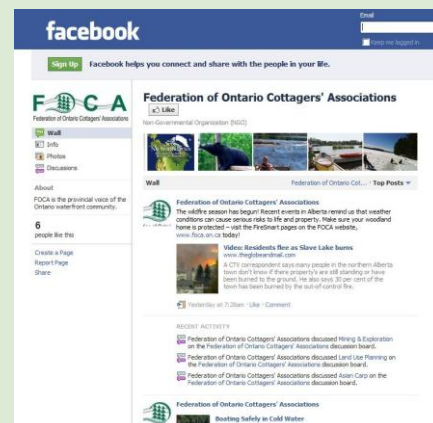 facebook
Email
Keep me logged in
Sign Up Facebook helps you connect and share with the people in your life.
FOCA
Federation of Ontario Cottagers' Associations
Wall
Info
Photos
Discussions
About
FOCA is the provincial voice of the
Ontario waterfront community.
6
people like this
Create a Page
Report Page
Share
Federation of Ontario Cottagers' Associations
Like
Non-Governmental Organization (NGO)
Wall Federation of Ontario Cot... · Top Posts
Federation of Ontario Cottagers' Associations
The wildfire season has begun! Recent events in Alberta remind us that weather
conditions can cause serious risks to life and property. Make sure your woodland
home is protected – visit the FireSmart pages on the FOCA website,
www.foca.on.ca today!
Video: Residents flee as Slave Lake burns
www.theglobeandmail.com
A CTV correspondent says many people in the northern Alberta
town don't know if there property's are still standing or have
been burned to the ground. He also says 30 per cent of the
town has been burned by the out-of-control fire.
Yesterday at 7:28am · Like · Comment
RECENT ACTIVITY
Federation of Ontario Cottagers' Associations discussed Mining & Exploration
on the Federation of Ontario Cottagers' Associations discussion board.
Federation of Ontario Cottagers' Associations discussed Land Use Planning on
the Federation of Ontario Cottagers' Associations discussion board.
Federation of Ontario Cottagers' Associations discussed Asian Carp on the
Federation of Ontario Cottagers' Associations discussion board.
Federation of Ontario Cottagers' Associations
Boating Safely in Cold Water